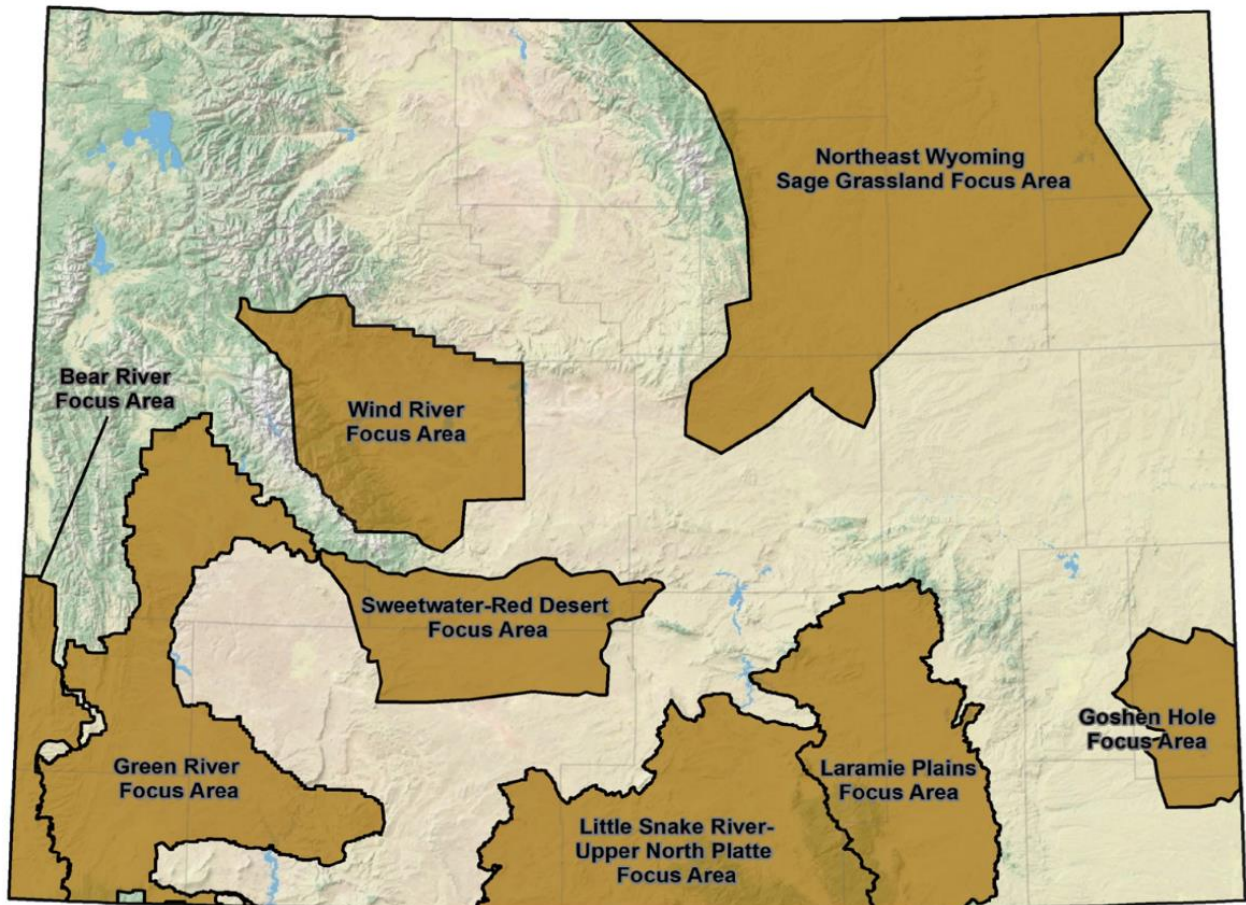 Northeast Wyoming
Sage Grassland Focus Area
Bear River
Focus Area
Wind River
Focus Area
Sweetwater-Red Desert
Focus Area
Goshen Hole
Focus Area
Green River
Focus Area
Laramie Plains
Focus Area
Little Snake River-
Upper North Platte
Focus Area